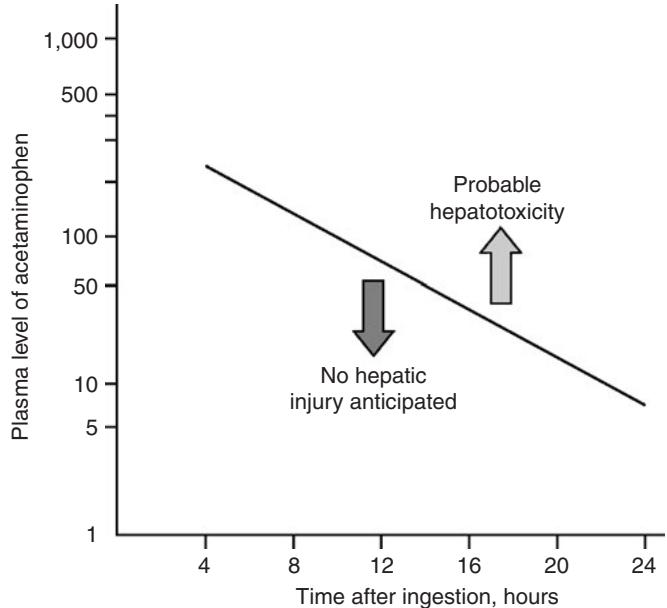 1,000
500
100
50
10
5
1
Plasma level of acetaminophen
Probable
hepatotoxicity
No hepatic
injury anticipated
4 8 12 16 20 24
Time after ingestion, hours